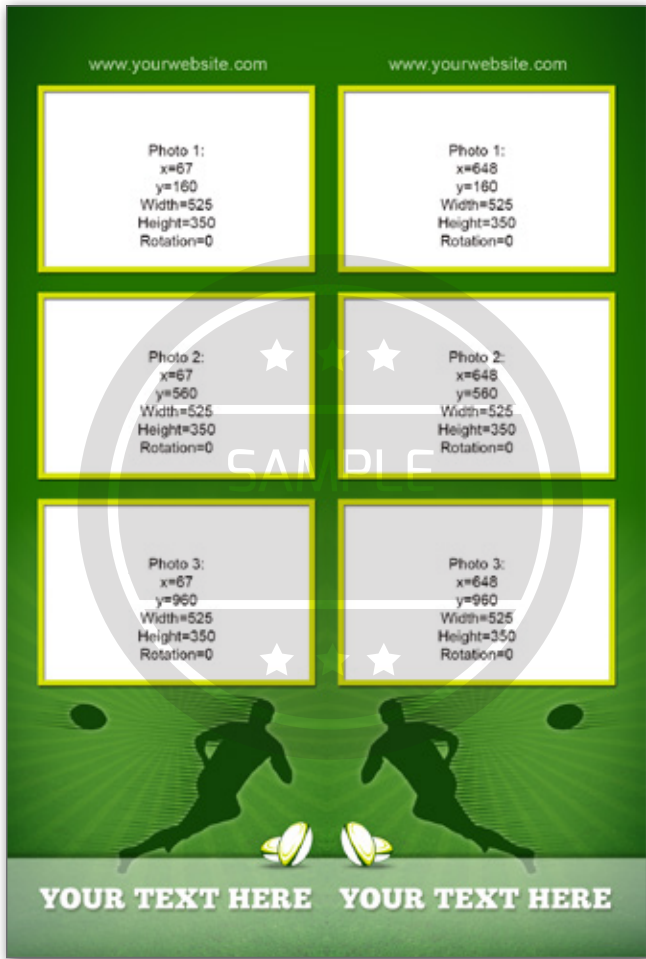 www.yourwebsite.com www.yourwebsite.com
Photo 1:
x=67
y=160
Width=525
Height=350
Rotation=0
Photo 1:
x=648
y=160
Width=525
Height=350
Rotation=0
Photo 2:
x=67
y=560
Width=525
Height=350
Rotation=0
Photo 2:
x=648
y=560
Width=525
Height=350
Rotation=0
SAMPLE
Photo 3:
x=67
y=960
Width=525
Height=350
Rotation=0
Photo 3:
x=648
y=960
Width=525
Height=350
Rotation=0
YOUR TEXT HERE YOUR TEXT HERE